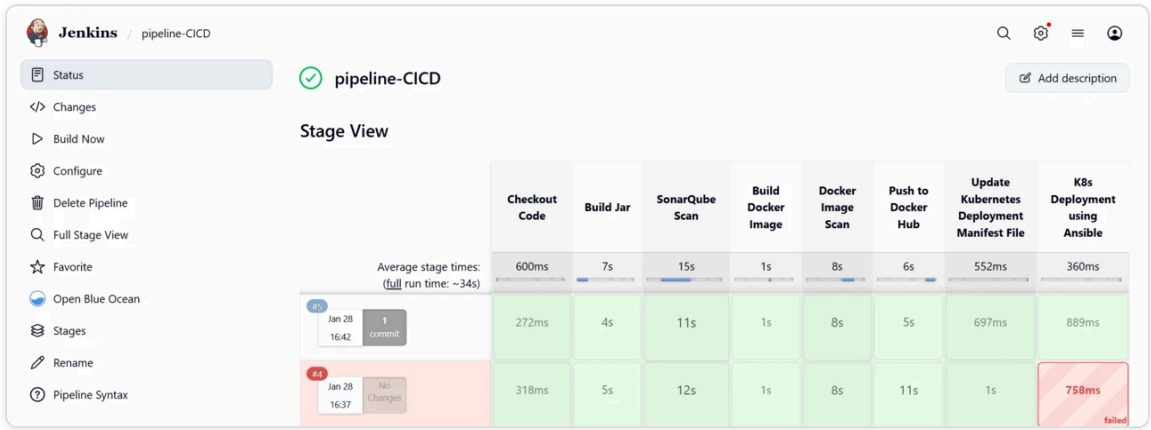 Jenkins / pipeline-CICD
Status
Changes
Build Now
Configure
Delete Pipeline
Full Stage View
Favorite
Open Blue Ocean
Stages
Rename
Pipeline Syntax
pipeline-CICD
Add description
Stage View
Checkout
Code
Build Jar
SonarQube
Scan
Build
Docker
Image
Docker
Image
Scan
Push to
Docker
Hub
Update
Kubernetes
Deployment
Manifest File
K8s
Deployment
using
Ansible
Average stage times:
(full run time: ~34s)
600ms 7s 15s 1s 8s 6s 552ms 360ms
#5
Jan 28
16:42
1
commit
272ms 4s 11s 1s 8s 5s 697ms 889ms
#4
Jan 28
16:37
No
Changes
318ms 5s 12s 1s 8s 11s 1s 758ms
failed